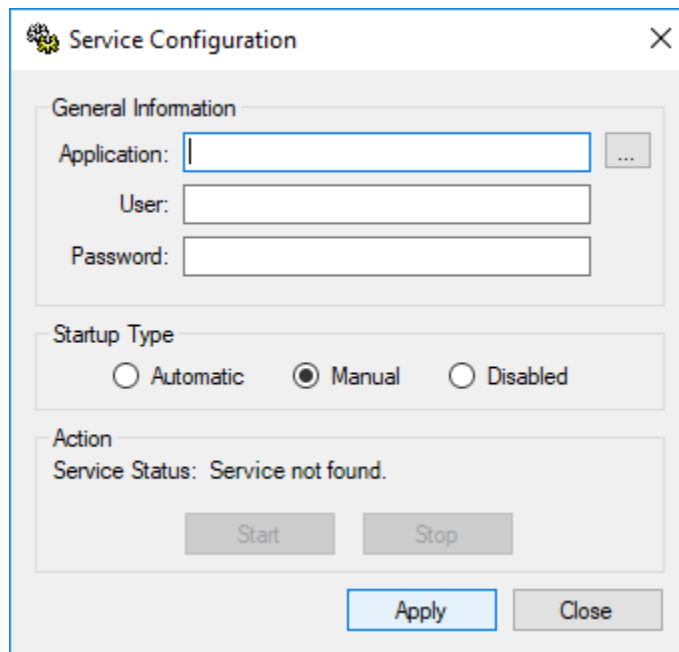 Service Configuration
General Information
Application:
...
User:
Password:
Startup Type
Automatic Manual Disabled
Action
Service Status: Service not found.
Start Stop
Apply Close